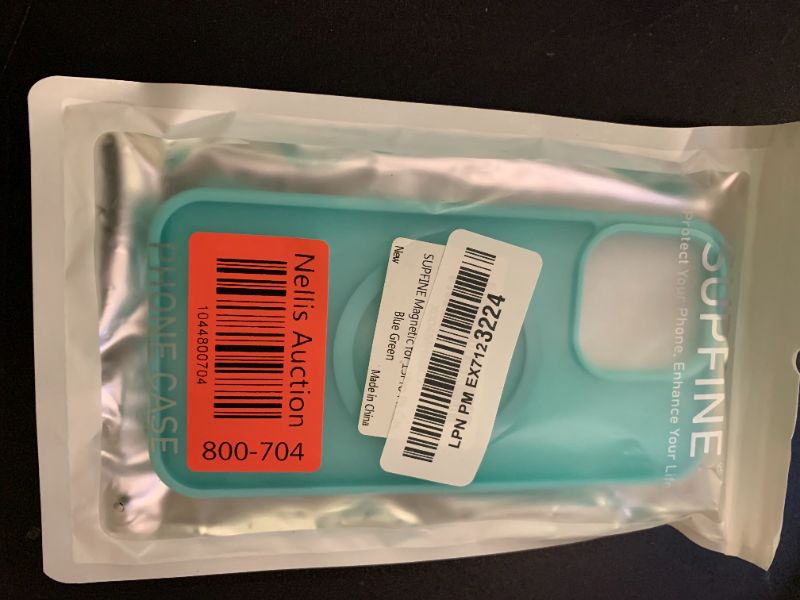 SUPFINE
Protect Your Phone, Enhance Your Life
PHONE CASE
Nellis Auction
1044800704
800-704
SUPFINE Magnetic for
Blue Green
New
Made in China
LPN PM EX7123224